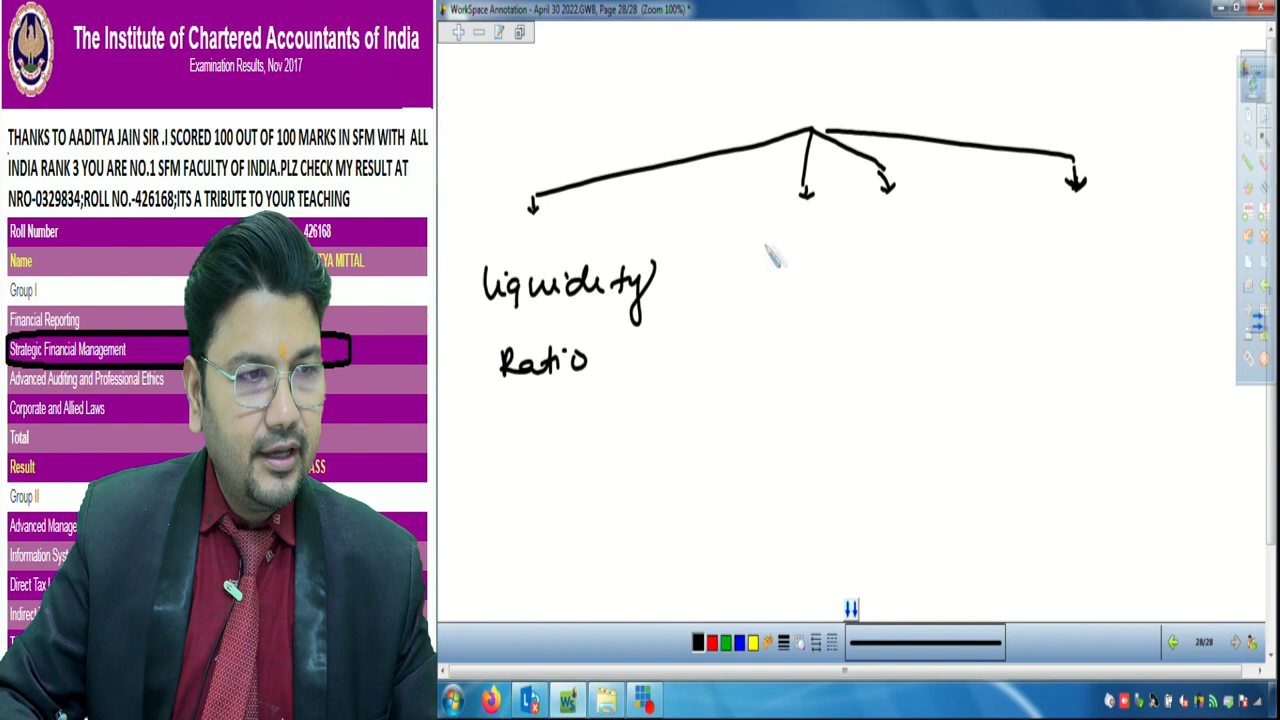 The Institute of Chartered Accountants of India
Examination Results, Nov 2017
THANKS TO AADITYA JAIN SIR .I SCORED 100 OUT OF 100 MARKS IN SFM WITH ALL
INDIA RANK 3 YOU ARE NO.1 SFM FACULTY OF INDIA.PLZ CHECK MY RESULT AT
NRO-0329834;ROLL NO.-426168;ITS A TRIBUTE TO YOUR TEACHING
Roll Number 426168
Name MITTAL
Group I
Financial Reporting
Strategic Financial Management
Advanced Auditing and Professional Ethics
Corporate and Allied Laws
Total
Result
Group II
Advanced
Information
Direct
WorkSpace Annotation - April 30 2022.GWB, Page 28/28 (Zoom 100%) *
liquidity
Ratio
28/28